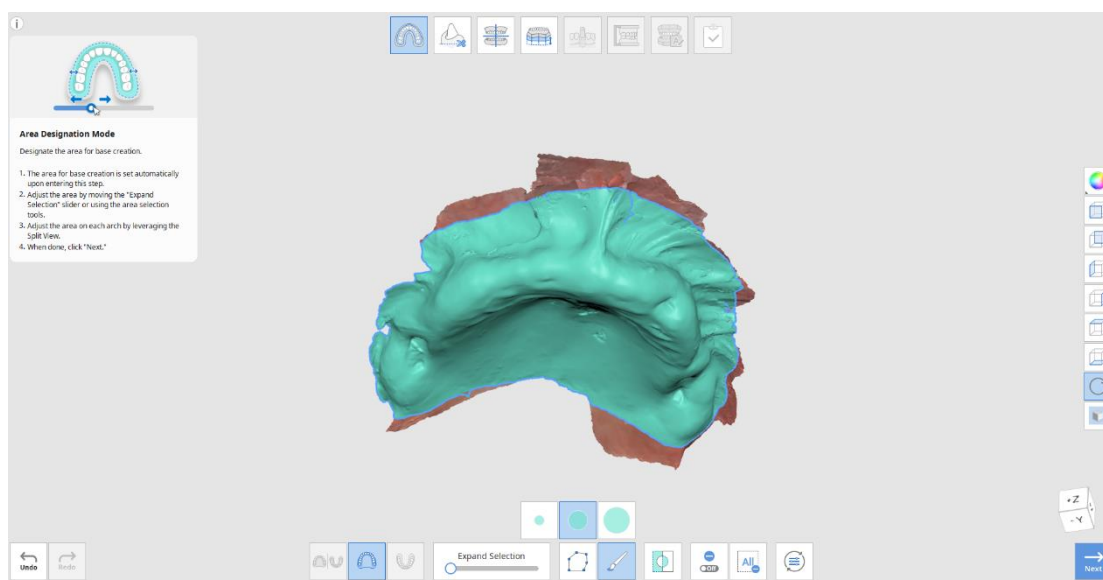 Area Designation Mode
Designate the area for base creation.
1. The area for base creation is set automatically
upon entering this step.
2. Adjust the area by moving the "Expand
Selection" slider or using the area selection
tools.
3. Adjust the area on each arch by leveraging the
Split View.
4. When done, click "Next."
+Z
-Y
Undo
Redo
Expand Selection
Off
All
Next